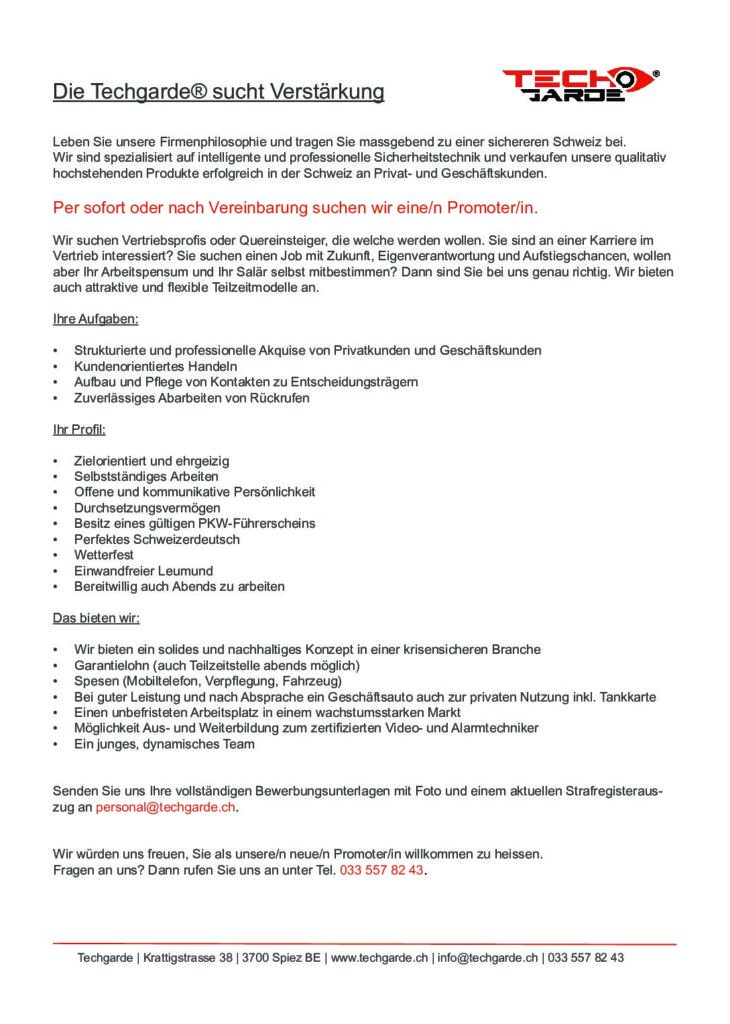 Die Techgarde® sucht Verstärkung
TECH GARDE®
Leben Sie unsere Firmenphilosophie und tragen Sie massgebend zu einer sichereren Schweiz bei.
Wir sind spezialisiert auf intelligente und professionelle Sicherheitstechnik und verkaufen unsere qualitativ
hochstehenden Produkte erfolgreich in der Schweiz an Privat- und Geschäftskunden.
Per sofort oder nach Vereinbarung suchen wir eine/n Promoter/in.
Wir suchen Vertriebsprofis oder Quereinsteiger, die welche werden wollen. Sie sind an einer Karriere im
Vertrieb interessiert? Sie suchen einen Job mit Zukunft, Eigenverantwortung und Aufstiegschancen, wollen
aber Ihr Arbeitspensum und Ihr Salär selbst mitbestimmen? Dann sind Sie bei uns genau richtig. Wir bieten
auch attraktive und flexible Teilzeitmodelle an.
Ihre Aufgaben:
• Strukturierte und professionelle Akquise von Privatkunden und Geschäftskunden
• Kundenorientiertes Handeln
• Aufbau und Pflege von Kontakten zu Entscheidungsträgern
• Zuverlässiges Abarbeiten von Rückrufen
Ihr Profil:
• Zielorientiert und ehrgeizig
• Selbstständiges Arbeiten
• Offene und kommunikative Persönlichkeit
• Durchsetzungsvermögen
• Besitz eines gültigen PKW-Führerscheins
• Perfektes Schweizerdeutsch
• Wetterfest
• Einwandfreier Leumund
• Bereitwillig auch Abends zu arbeiten
Das bieten wir:
• Wir bieten ein solides und nachhaltiges Konzept in einer krisensicheren Branche
• Garantielohn (auch Teilzeitstelle abends möglich)
• Spesen (Mobiltelefon, Verpflegung, Fahrzeug)
• Bei guter Leistung und nach Absprache ein Geschäftsauto auch zur privaten Nutzung inkl. Tankkarte
• Einen unbefristeten Arbeitsplatz in einem wachstumsstarken Markt
• Möglichkeit Aus- und Weiterbildung zum zertifizierten Video- und Alarmtechniker
• Ein junges, dynamisches Team
Senden Sie uns Ihre vollständigen Bewerbungsunterlagen mit Foto und einem aktuellen Strafregisteraus-
zug an personal@techgarde.ch.
Wir würden uns freuen, Sie als unsere/n neue/n Promoter/in willkommen zu heissen.
Fragen an uns? Dann rufen Sie uns an unter Tel. 033 557 82 43.
Techgarde | Krattigstrasse 38 | 3700 Spiez BE | www.techgarde.ch | info@techgarde.ch | 033 557 82 43